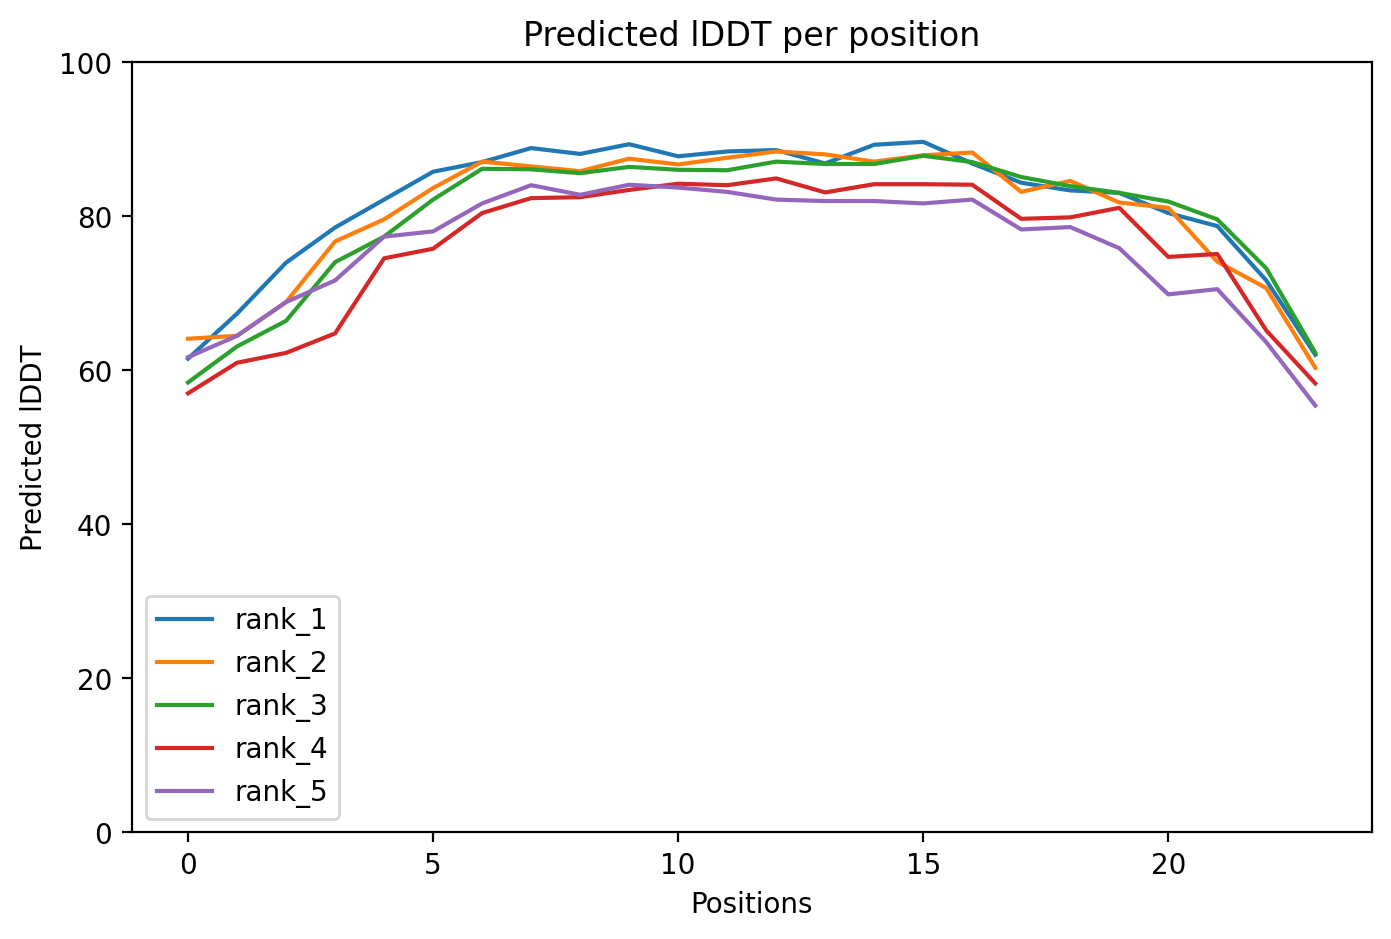 Predicted lDDT per position
100
80
60
40
20
0
Predicted lDDT
rank_1
rank_2
rank_3
rank_4
rank_5
0 5 10 15 20
Positions